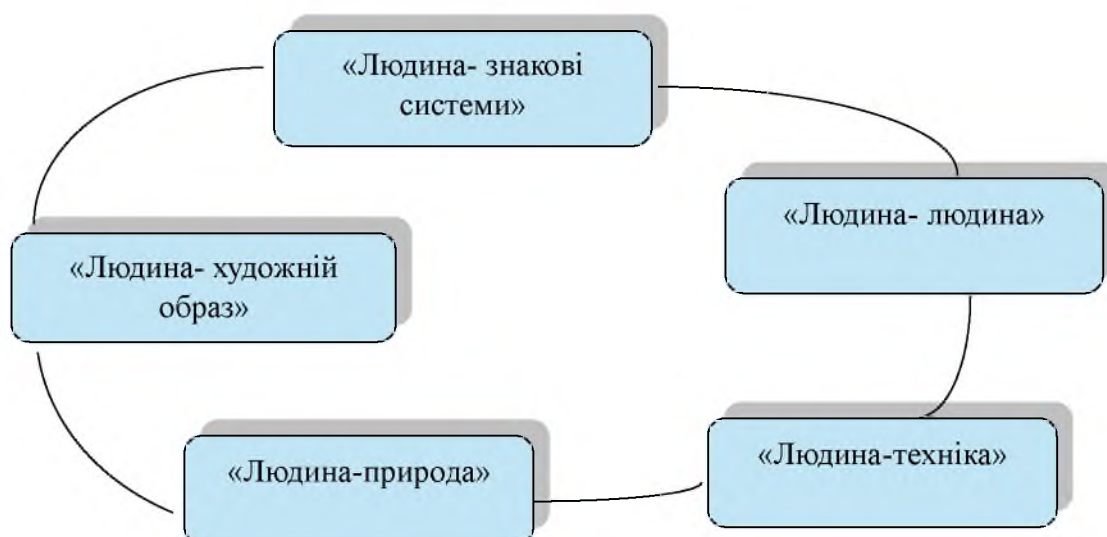 «Людина- знакові
системи»
«Людина- людина»
«Людина- художній
образ»
«Людина-техніка»
«Людина-природа»